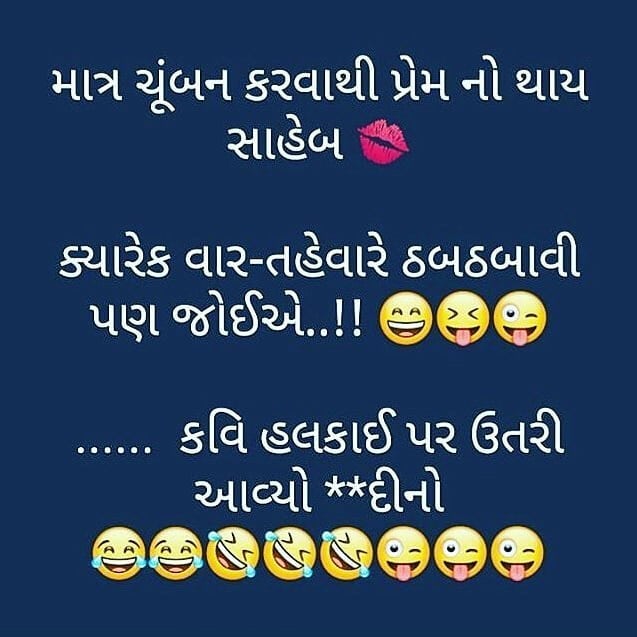 માત્ર ચૂંબન કરવાથી પ્રેમ નો થાય
સાહેબ 💋
ક્યારેક વાર-તહેવારે ઠબઠબાવી
પણ જોઈએ..!! 😄😝😜
...... કવિ હલકાઈ પર ઉતરી
આવ્યો **દીનો
😂😂🤣🤣🤣😜😜😜